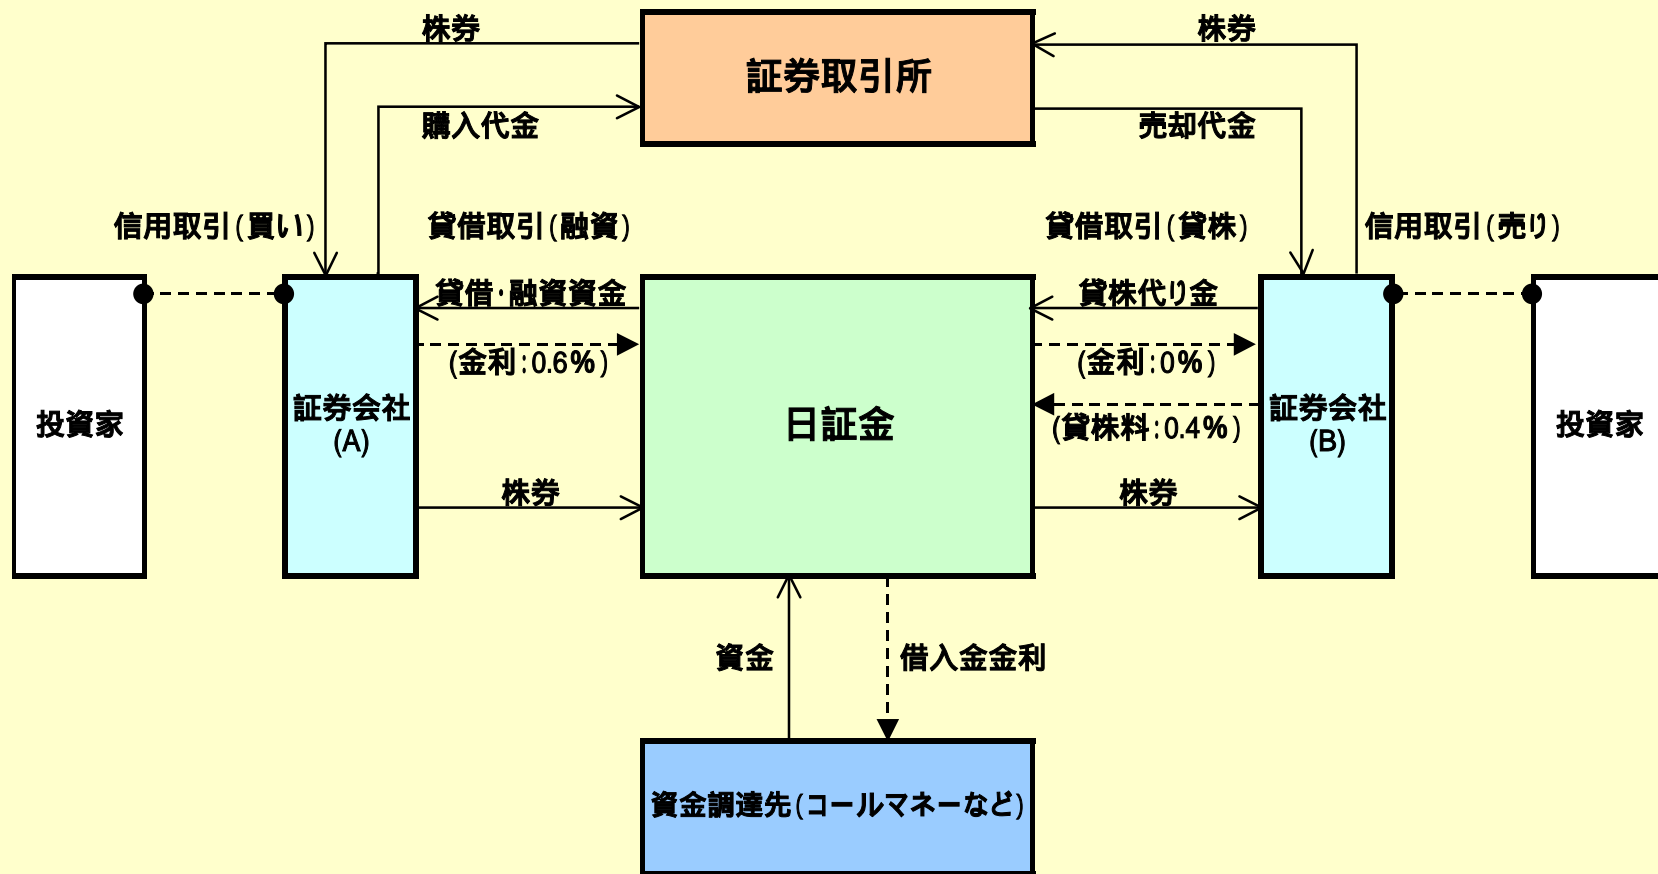 株券
株券
証券取引所
購入代金
売却代金
信用取引(買い)
貸借取引(融資)
貸借取引(貸株)
信用取引(売り)
貸借・融資資金
貸株代り金
(金利:0.6%)
(金利:0%)
投資家
証券会社
(A)
日証金
(貸株料:0.4%)
証券会社
(B)
投資家
株券
株券
資金
借入金金利
資金調達先(コールマネーなど)